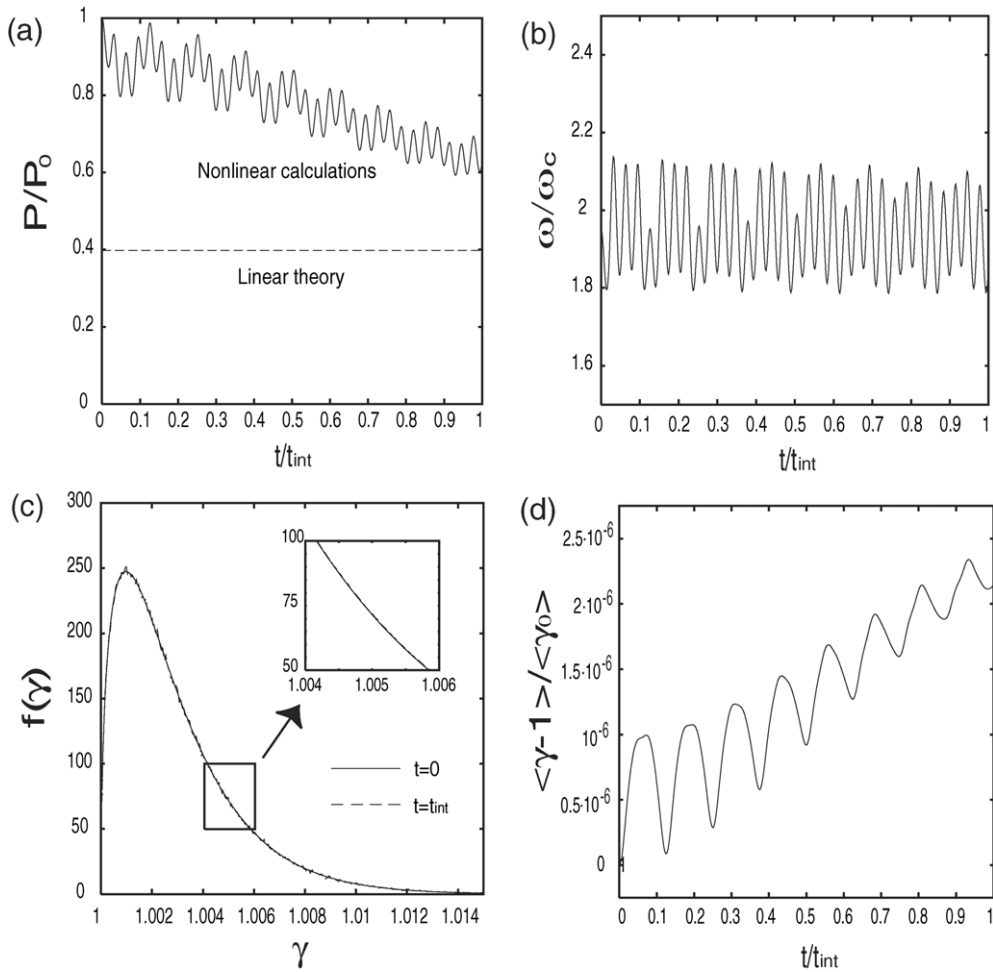 (a)
1
0.8
0.6
0.4
0.2
0
P/P₀
Nonlinear calculations
Linear theory
0 0.1 0.2 0.3 0.4 0.5 0.6 0.7 0.8 0.9 1
t/tint
(b)
2.4
2.2
2
1.8
1.6
ω/ωc
0 0.1 0.2 0.3 0.4 0.5 0.6 0.7 0.8 0.9 1
t/tint
(c)
300
250
200
150
100
50
0
f(γ)
100
75
50
1.004 1.005 1.006
t=0
t=tint
1 1.002 1.004 1.006 1.008 1.010 1.012 1.014
γ
(d)
2.5·10⁻⁶
2·10⁻⁶
1.5·10⁻⁶
10⁻⁶
0.5·10⁻⁶
0
<γ-1>/<γ₀>
0 0.1 0.2 0.3 0.4 0.5 0.6 0.7 0.8 0.9 1
t/tint